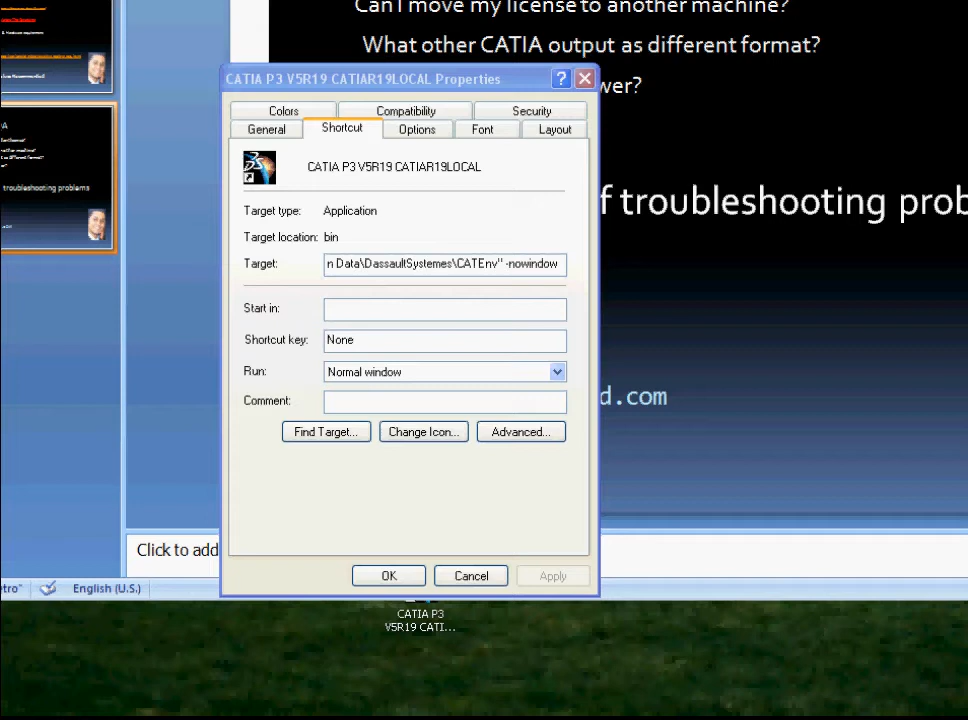 Can I move my license to another machine?
What other CATIA output as different format?
wer?
f troubleshooting prob
d.com
troubleshooting problems
CATIA P3 V5R19 CATIAR19LOCAL Properties
Colors
Compatibility
Security
General
Shortcut
Options
Font
Layout
CATIA P3 V5R19 CATIAR19LOCAL
Target type: Application
Target location: bin
Target: n Data\DassaultSystemes\CATEnv" -nowindow
Start in:
Shortcut key: None
Run: Normal window
Comment:
Find Target...
Change Icon...
Advanced...
OK
Cancel
Apply
Click to add
tro"
English (U.S.)
CATIA P3
V5R19 CATI...